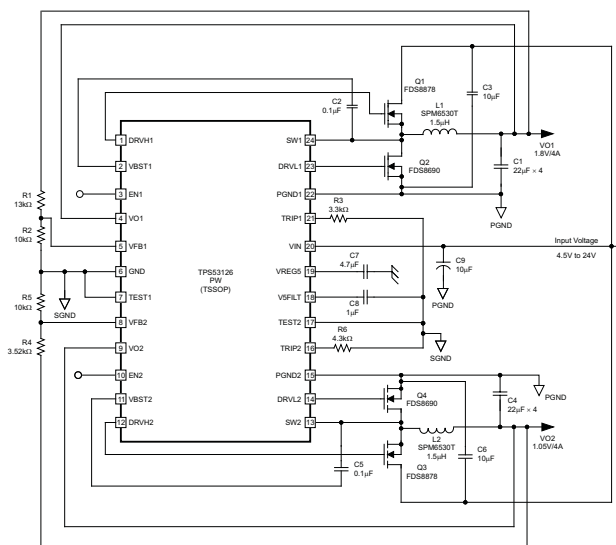 Q1
FDS8878
C2
0.1μF
C3
10μF
L1
SPM6530T
1.5μH
VO1
1.8V/4A
Q2
FDS8690
C1
22μF × 4
PGND
1 DRVH1
2 VBST1
3 EN1
4 VO1
5 VFB1
6 GND
7 TEST1
8 VFB2
9 VO2
10 EN2
11 VBST2
12 DRVH2
TPS53126
PW
(TSSOP)
SW1 24
DRVL1 23
PGND1 22
TRIP1 21
VIN 20
VREG5 19
V5FILT 18
TEST2 17
TRIP2 16
PGND2 15
DRVL2 14
SW2 13
R1
13kΩ
R2
10kΩ
R5
10kΩ
R4
3.52kΩ
SGND
R3
3.3kΩ
C7
4.7μF
C8
1μF
R6
4.3kΩ
SGND
C9
10μF
PGND
Input Voltage
4.5V to 24V
PGND
Q4
FDS8690
C4
22μF × 4
L2
SPM6530T
1.5μH
VO2
1.05V/4A
C5
0.1μF
Q3
FDS8878
C6
10μF